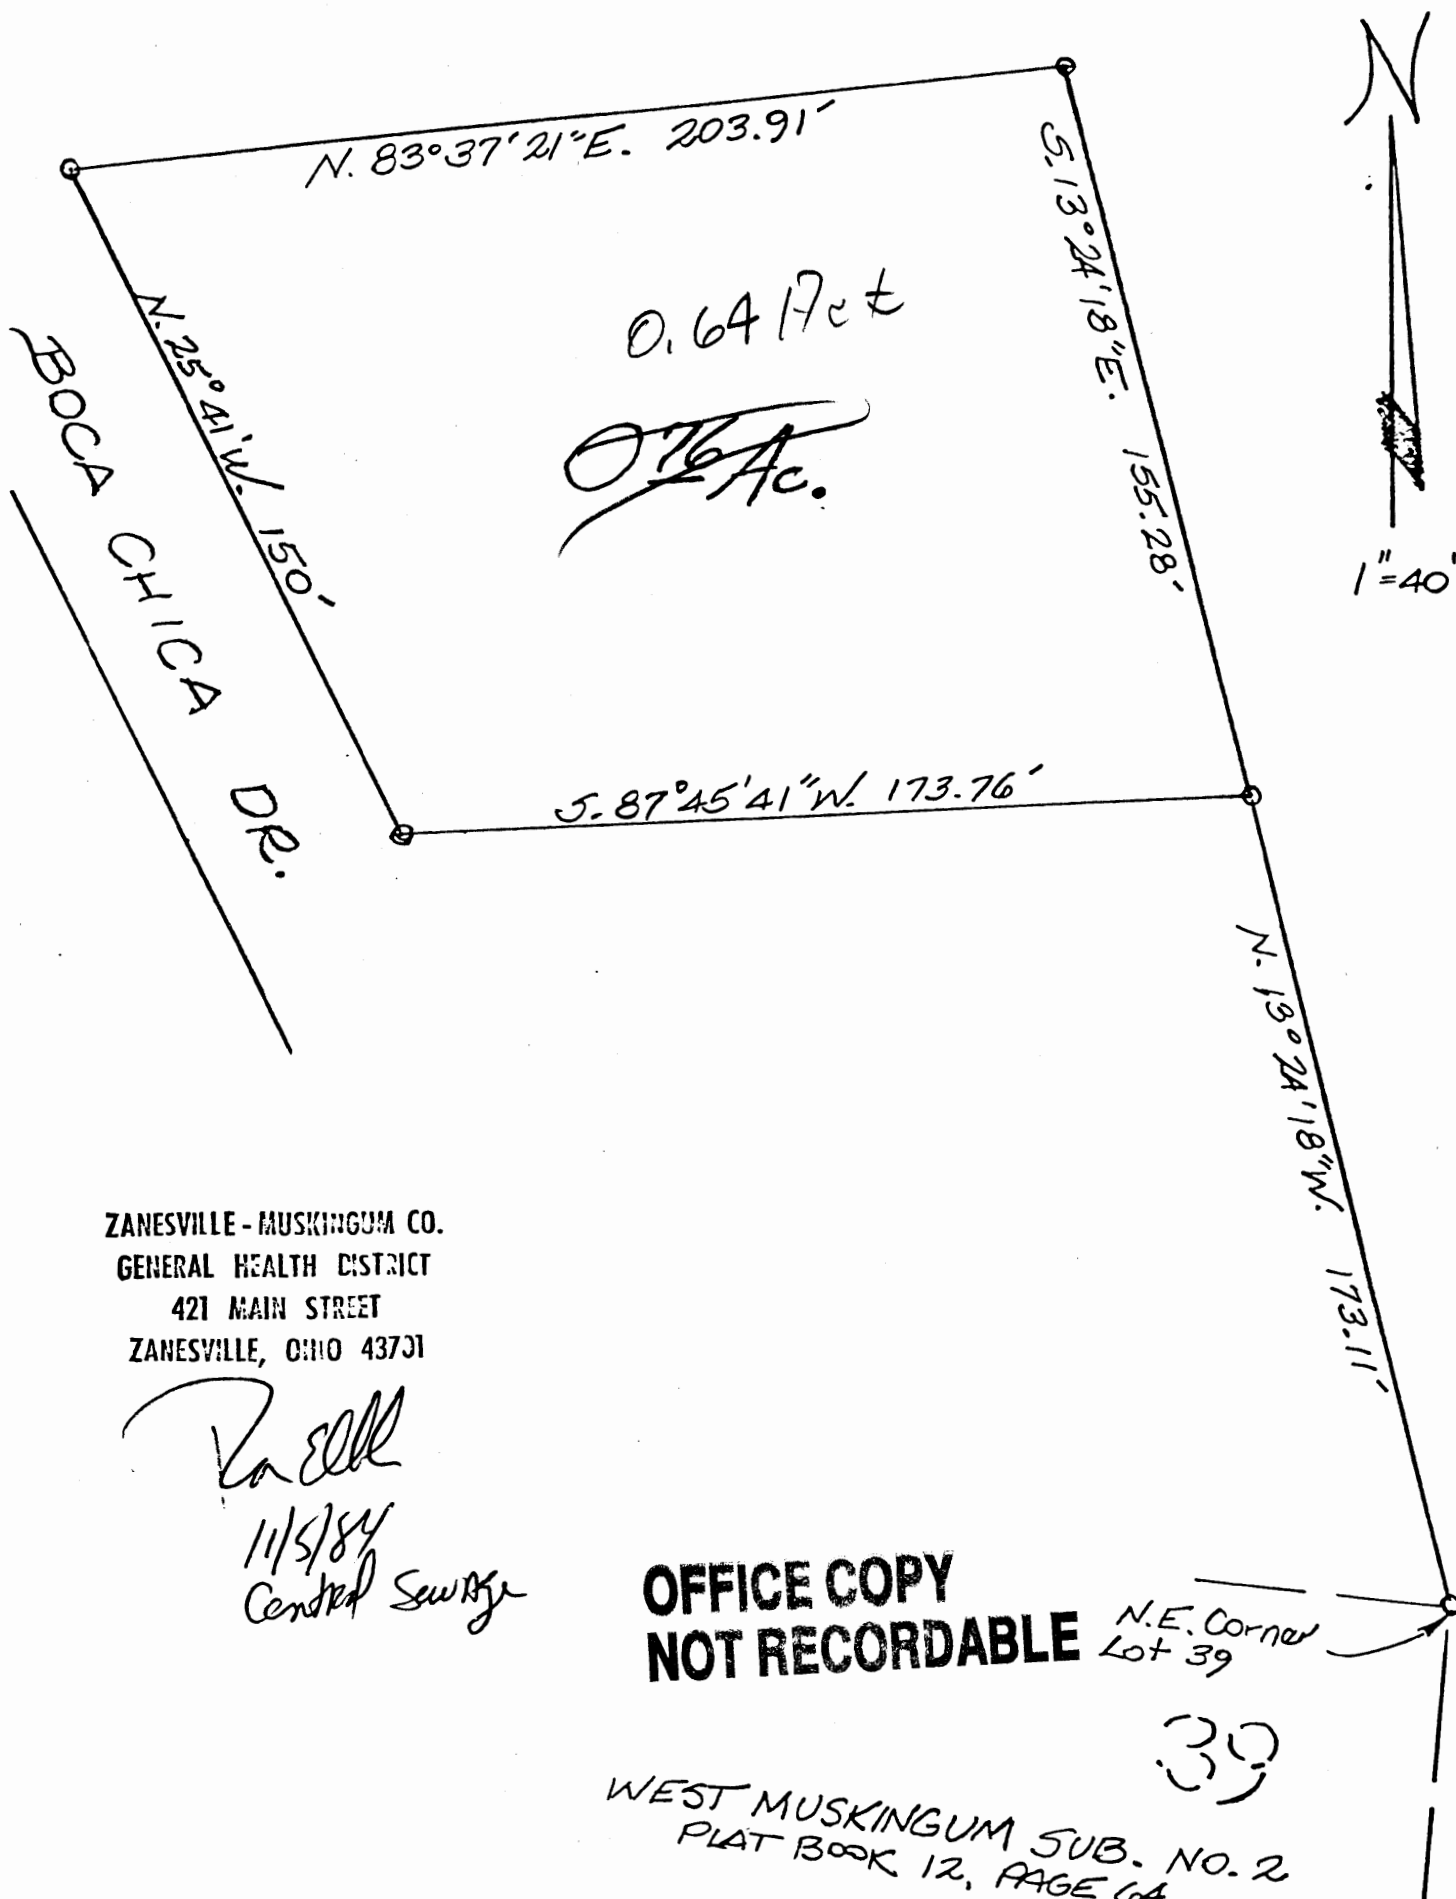 N
N. 83°37'21"E. 203.91'
S. 13°24'18"E. 155.28'
0.64 Ac ±
0.76 Ac.
N. 25°41'W. 150'
BOCA CHICA DR.
1"=40'
S. 87°45'41"W. 173.76'
N. 13°24'18"W. 173.11'
ZANESVILLE - MUSKINGUM CO.
GENERAL HEALTH DISTRICT
421 MAIN STREET
ZANESVILLE, OHIO 43701
11/5/84
Central Sewage
OFFICE COPY
NOT RECORDABLE
N.E. Corner
Lot 39
39
WEST MUSKINGUM SUB. NO. 2
PLAT BOOK 12, PAGE 64